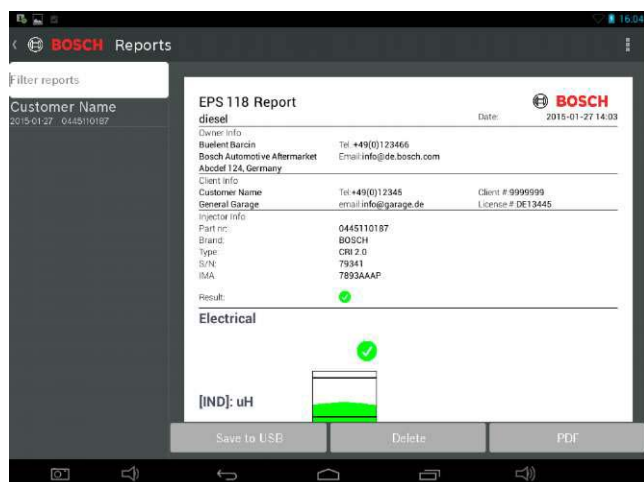 16:04
BOSCH Reports
Filter reports
Customer Name
2015-01-27 0445110187
EPS 118 Report
BOSCH
diesel Date: 2015-01-27 14:03
Owner Info
Buelent Barcin Tel. +49(0)123466
Bosch Automotive Aftermarket Email:info@de.bosch.com
Abcdef 124, Germany
Client Info
Customer Name Tel +49(0)12345 Client # 9999999
General Garage email info@garage.de License # DE13445
Injector Info
Part nr: 0445110187
Brand: BOSCH
Type: CRI 2.0
S/N: 79341
IMA 7893AAAP
Result:
Electrical
[IND]: uH
Save to USB Delete PDF